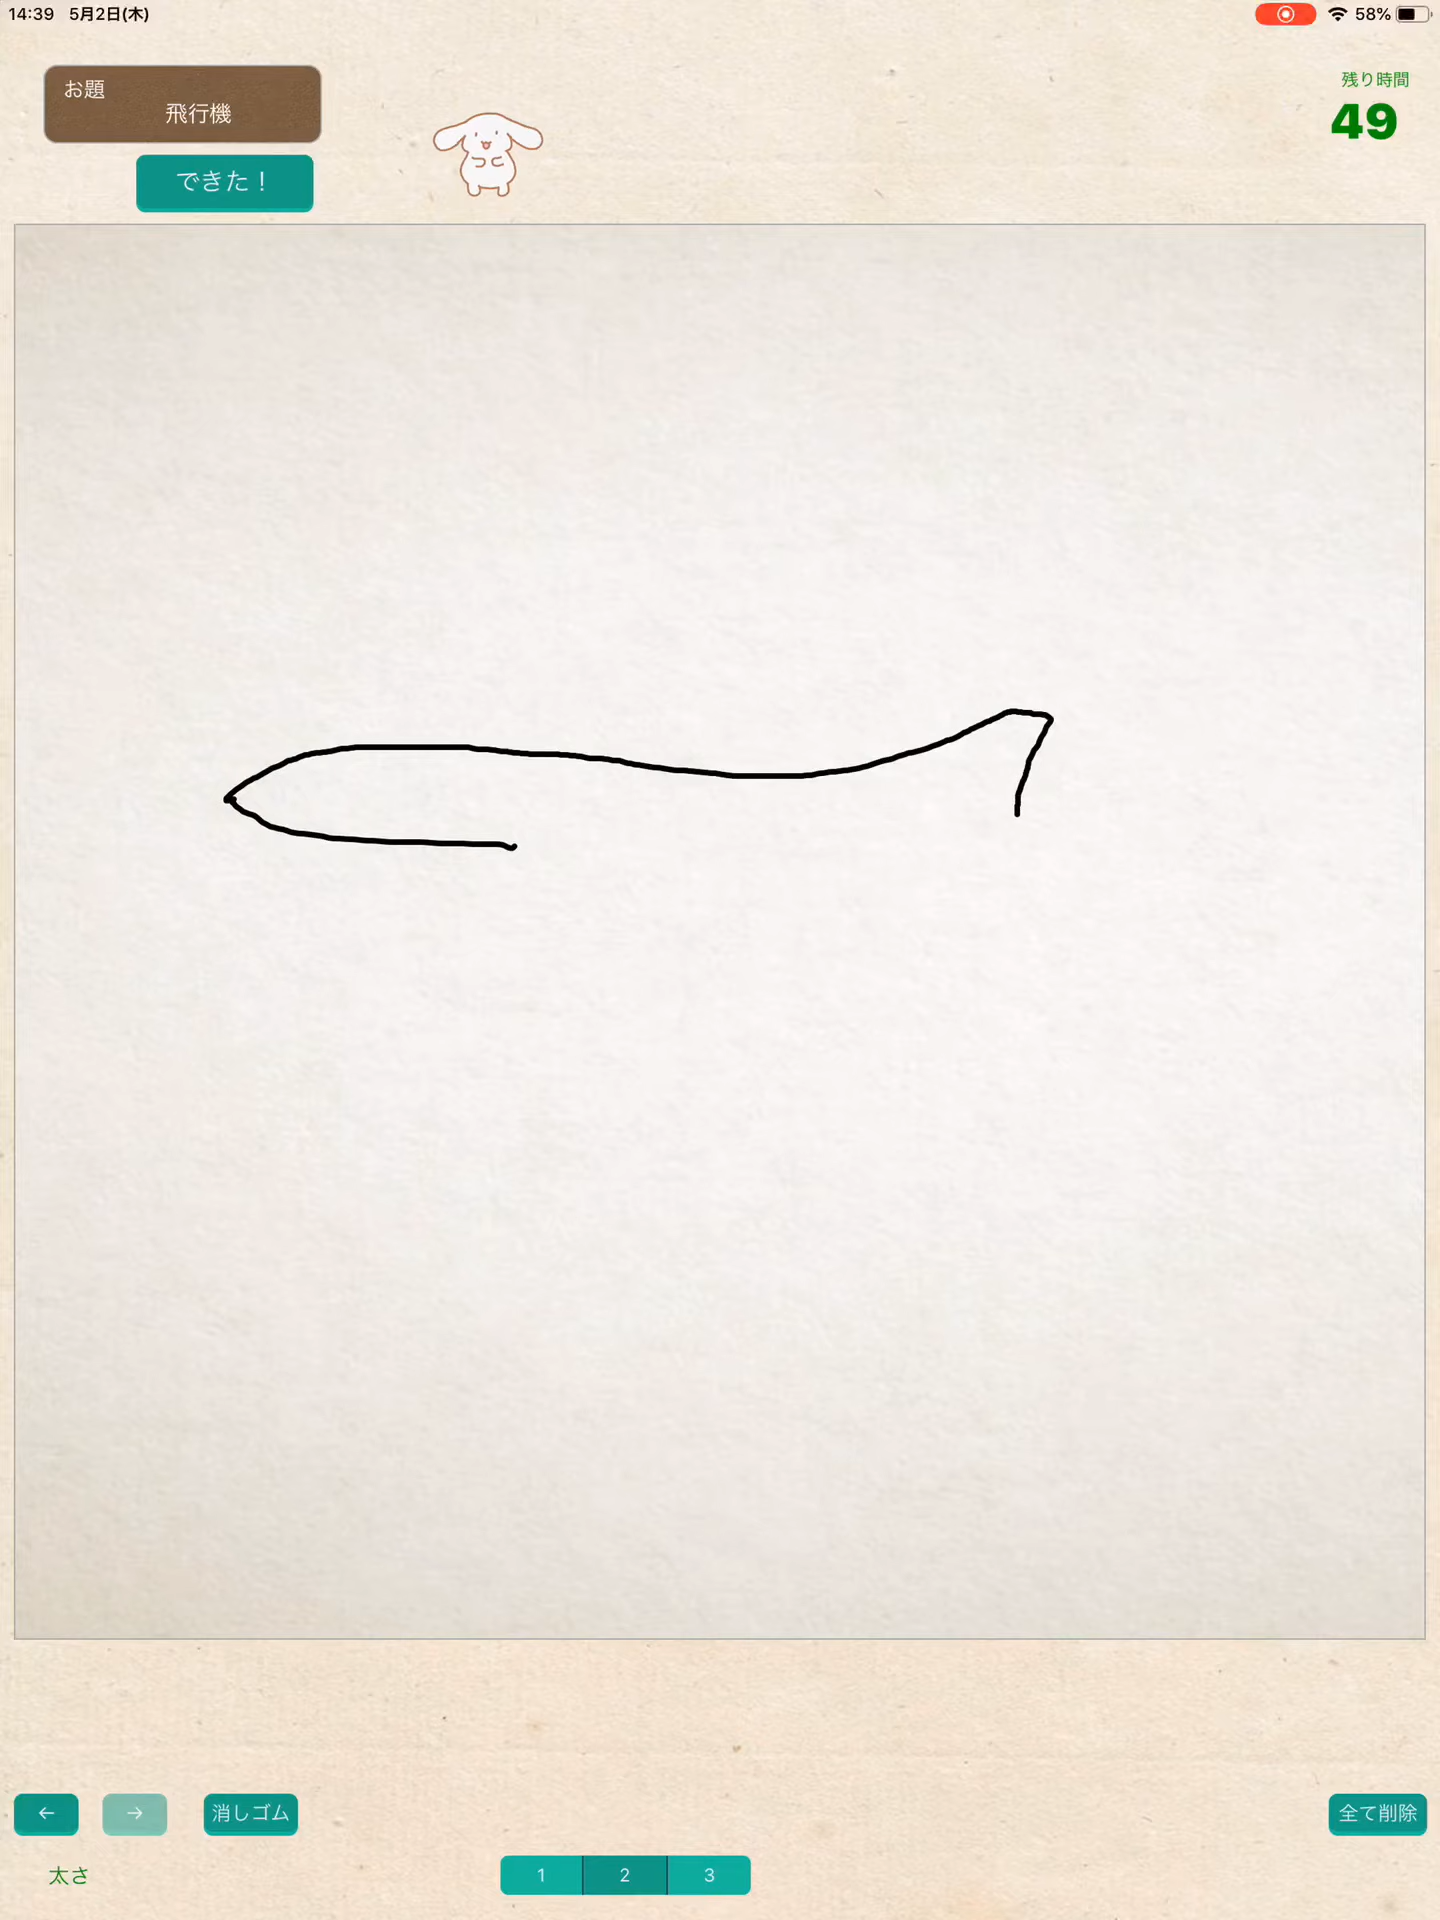 14:39 5月2日(木)
58%
お題
飛行機
残り時間
49
できた！
← → 消しゴム 全て削除
太さ 1 2 3